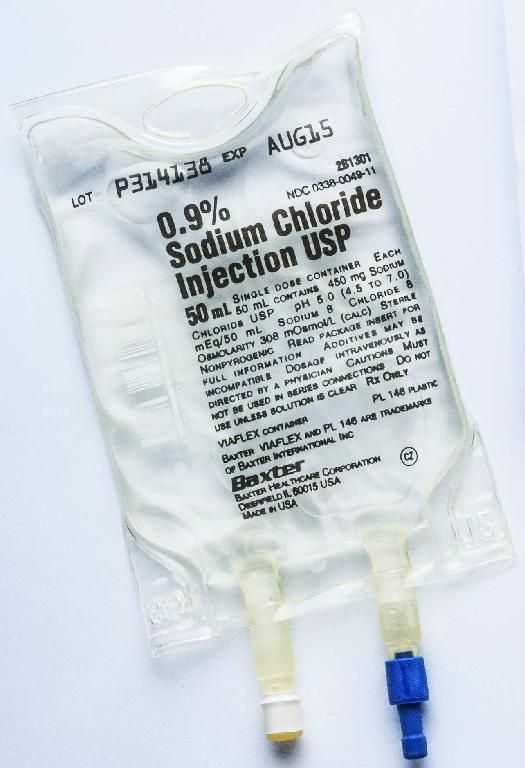 LOT P314138 EXP AUG15
2B1301
NDC 0338-0049-11
0.9%
Sodium Chloride
Injection USP
50 mL SINGLE DOSE CONTAINER EACH
50 mL CONTAINS 450 mg SODIUM
CHLORIDE USP pH 5.0 (4.5 TO 7.0)
mEq/50 mL SODIUM 8 CHLORIDE 8
OSMOLARITY 308 mOsmol/L (CALC) STERILE
NONPYROGENIC READ PACKAGE INSERT FOR
FULL INFORMATION ADDITIVES MAY BE
INCOMPATIBLE DOSAGE INTRAVENOUSLY AS
DIRECTED BY A PHYSICIAN CAUTIONS MUST
NOT BE USED IN SERIES CONNECTIONS DO NOT
USE UNLESS SOLUTION IS CLEAR Rx ONLY
VIAFLEX CONTAINER PL 146 PLASTIC
BAXTER VIAFLEX AND PL 146 ARE TRADEMARKS
OF BAXTER INTERNATIONAL INC
Baxter
BAXTER HEALTHCARE CORPORATION
DEERFIELD IL 60015 USA
MADE IN USA